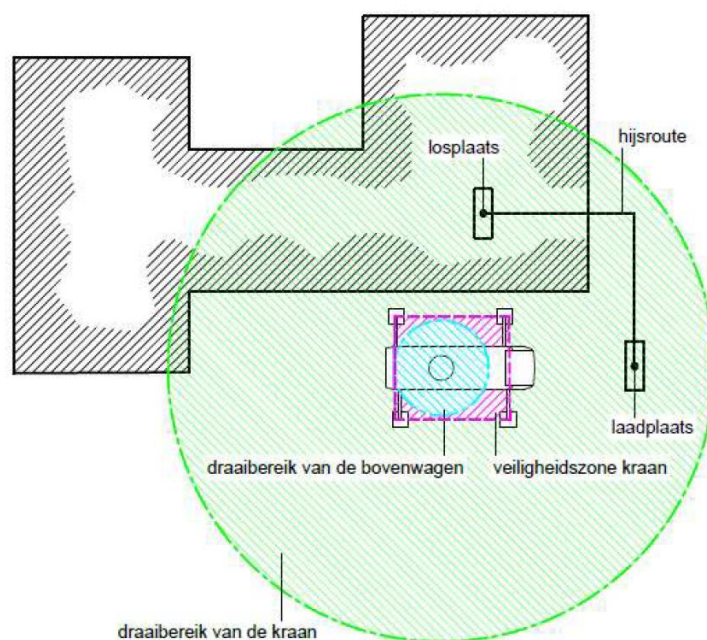 losplaats
hijsroute
laadplaats
draaibereik van de bovenwagen
veiligheidszone kraan
draaibereik van de kraan